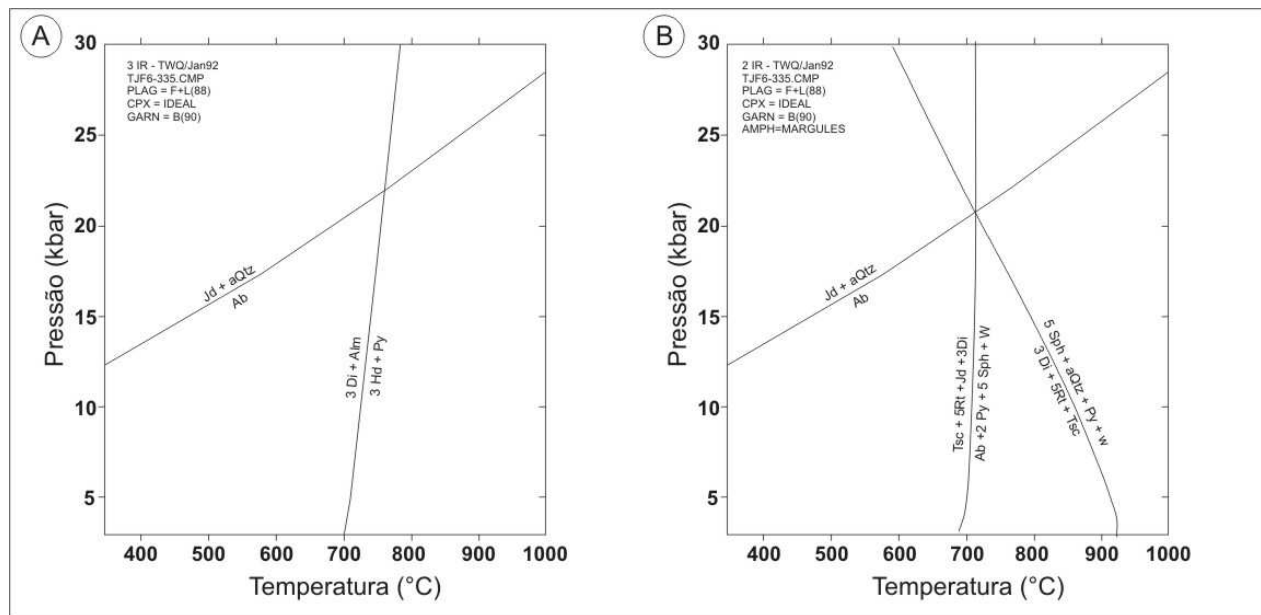 A
3 IR - TWQ/Jan92
TJF6-335.CMP
PLAG = F+L(88)
CPX = IDEAL
GARN = B(90)
Jd + aQtz
Ab
3 Di + Alm
3 Hd + Py
30
25
20
15
10
5
Pressão (kbar)
400 500 600 700 800 900 1000
Temperatura (°C)
B
2 IR - TWQ/Jan92
TJF6-335.CMP
PLAG = F+L(88)
CPX = IDEAL
GARN = B(90)
AMPH=MARGULES
Jd + aQtz
Ab
Tsc + 5Rt +Jd +3Di
Ab +2 Py + 5 Sph + W
5 Sph + aQtz + Py + w
3 Di + 5Rt + Tsc
30
25
20
15
10
5
Pressão (kbar)
400 500 600 700 800 900 1000
Temperatura (°C)